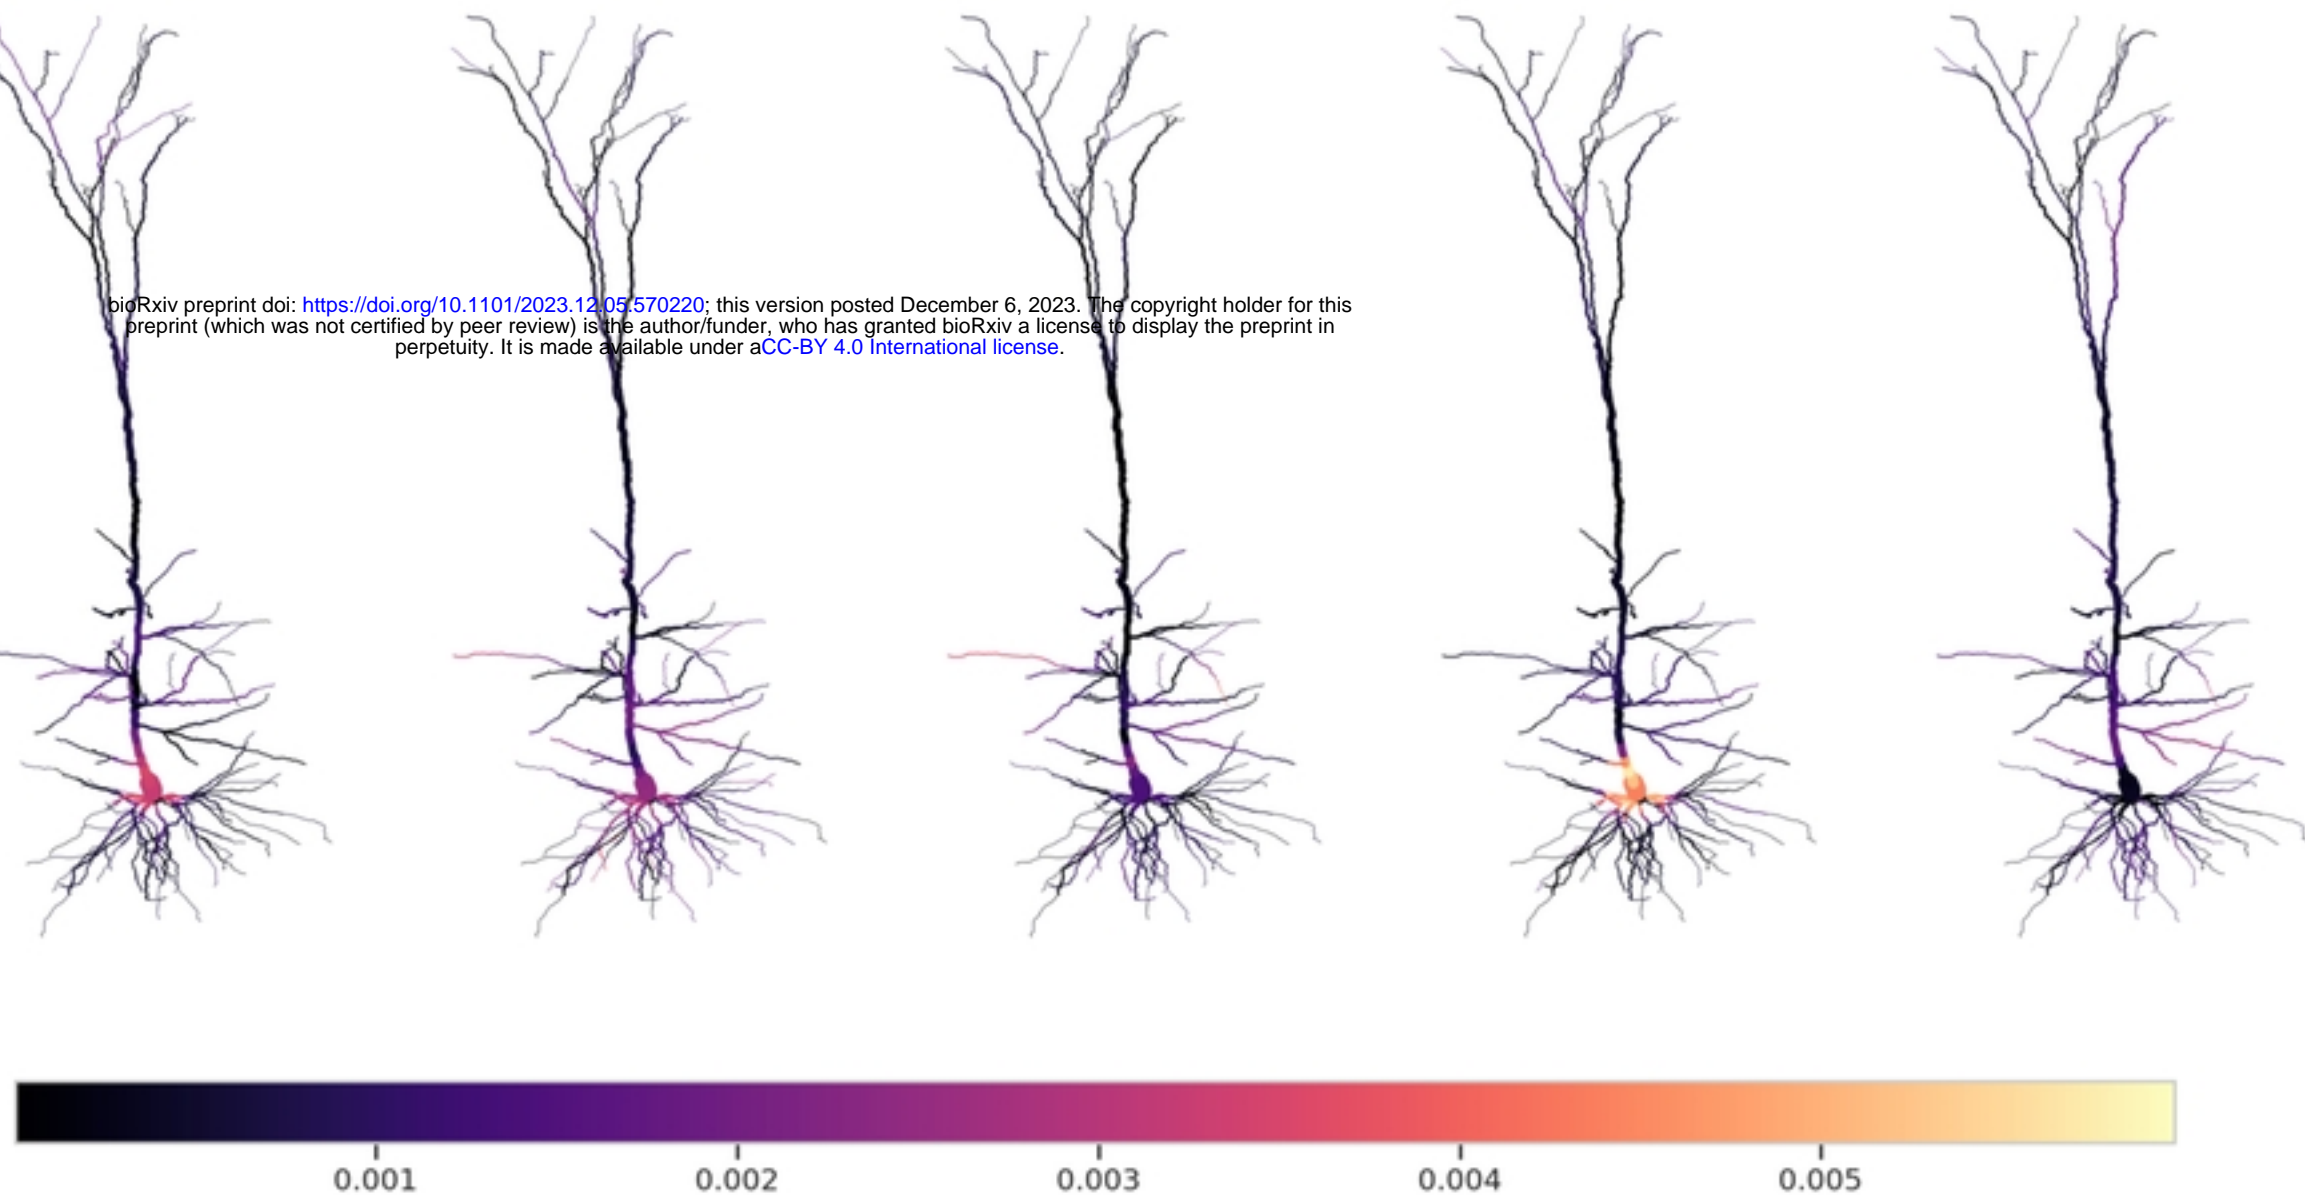 bioRxiv preprint doi: https://doi.org/10.1101/2023.12.05.570220; this version posted December 6, 2023. The copyright holder for this
preprint (which was not certified by peer review) is the author/funder, who has granted bioRxiv a license to display the preprint in
perpetuity. It is made available under aCC-BY 4.0 International license.
0.001 0.002 0.003 0.004 0.005